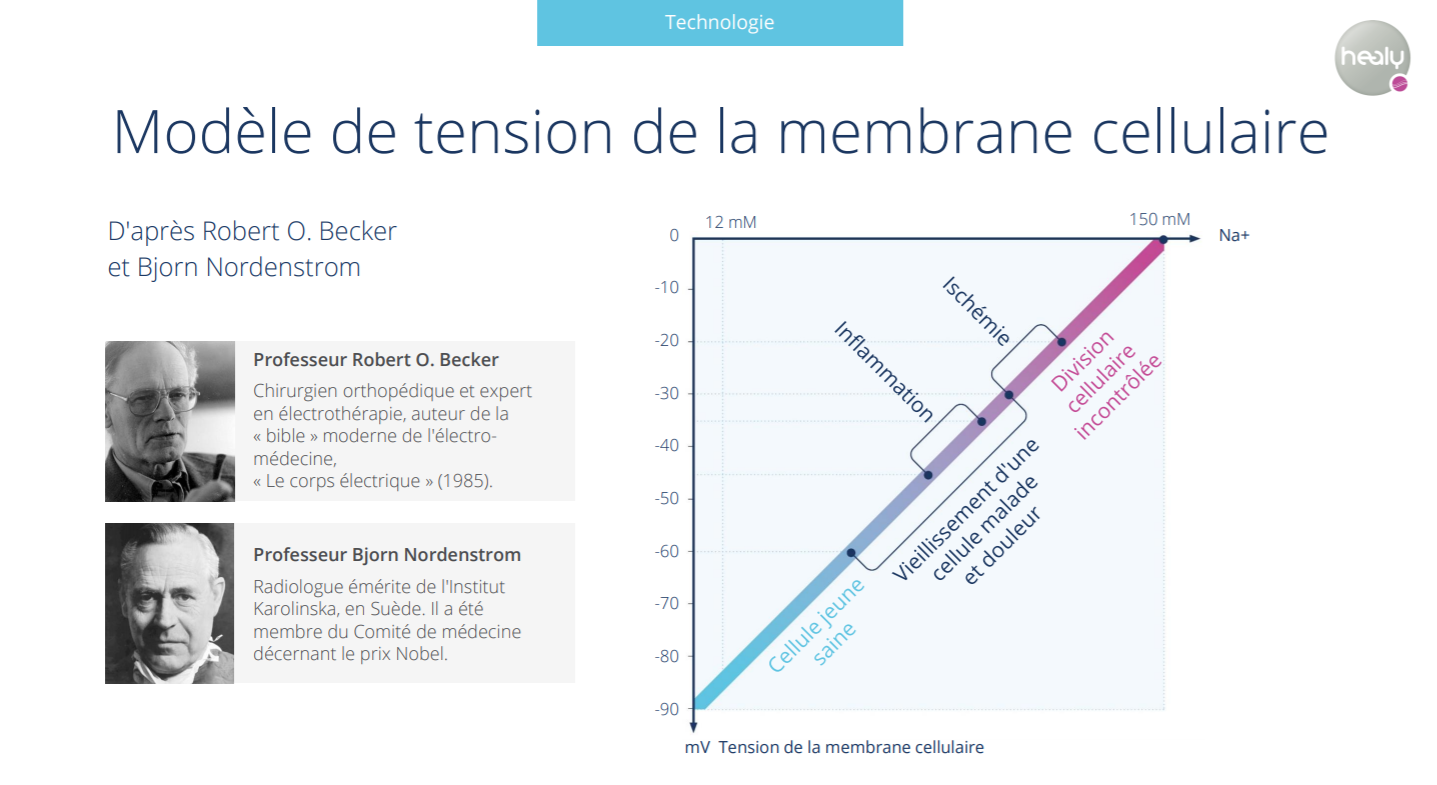 Technologie
healy
Modèle de tension de la membrane cellulaire
D'après Robert O. Becker
et Bjorn Nordenstrom
Professeur Robert O. Becker
Chirurgien orthopédique et expert
en électrothérapie, auteur de la
« bible » moderne de l'électro-
médecine,
« Le corps électrique » (1985).
Professeur Bjorn Nordenstrom
Radiologue émérite de l'Institut
Karolinska, en Suède. Il a été
membre du Comité de médecine
décernant le prix Nobel.
12 mM
150 mM
Na+
0
-10
-20
-30
-40
-50
-60
-70
-80
-90
Ischémie
Inflammation
Division
cellulaire
incontrôlée
Vieillissement d'une
cellule malade
et douleur
Cellule jeune
saine
mV Tension de la membrane cellulaire